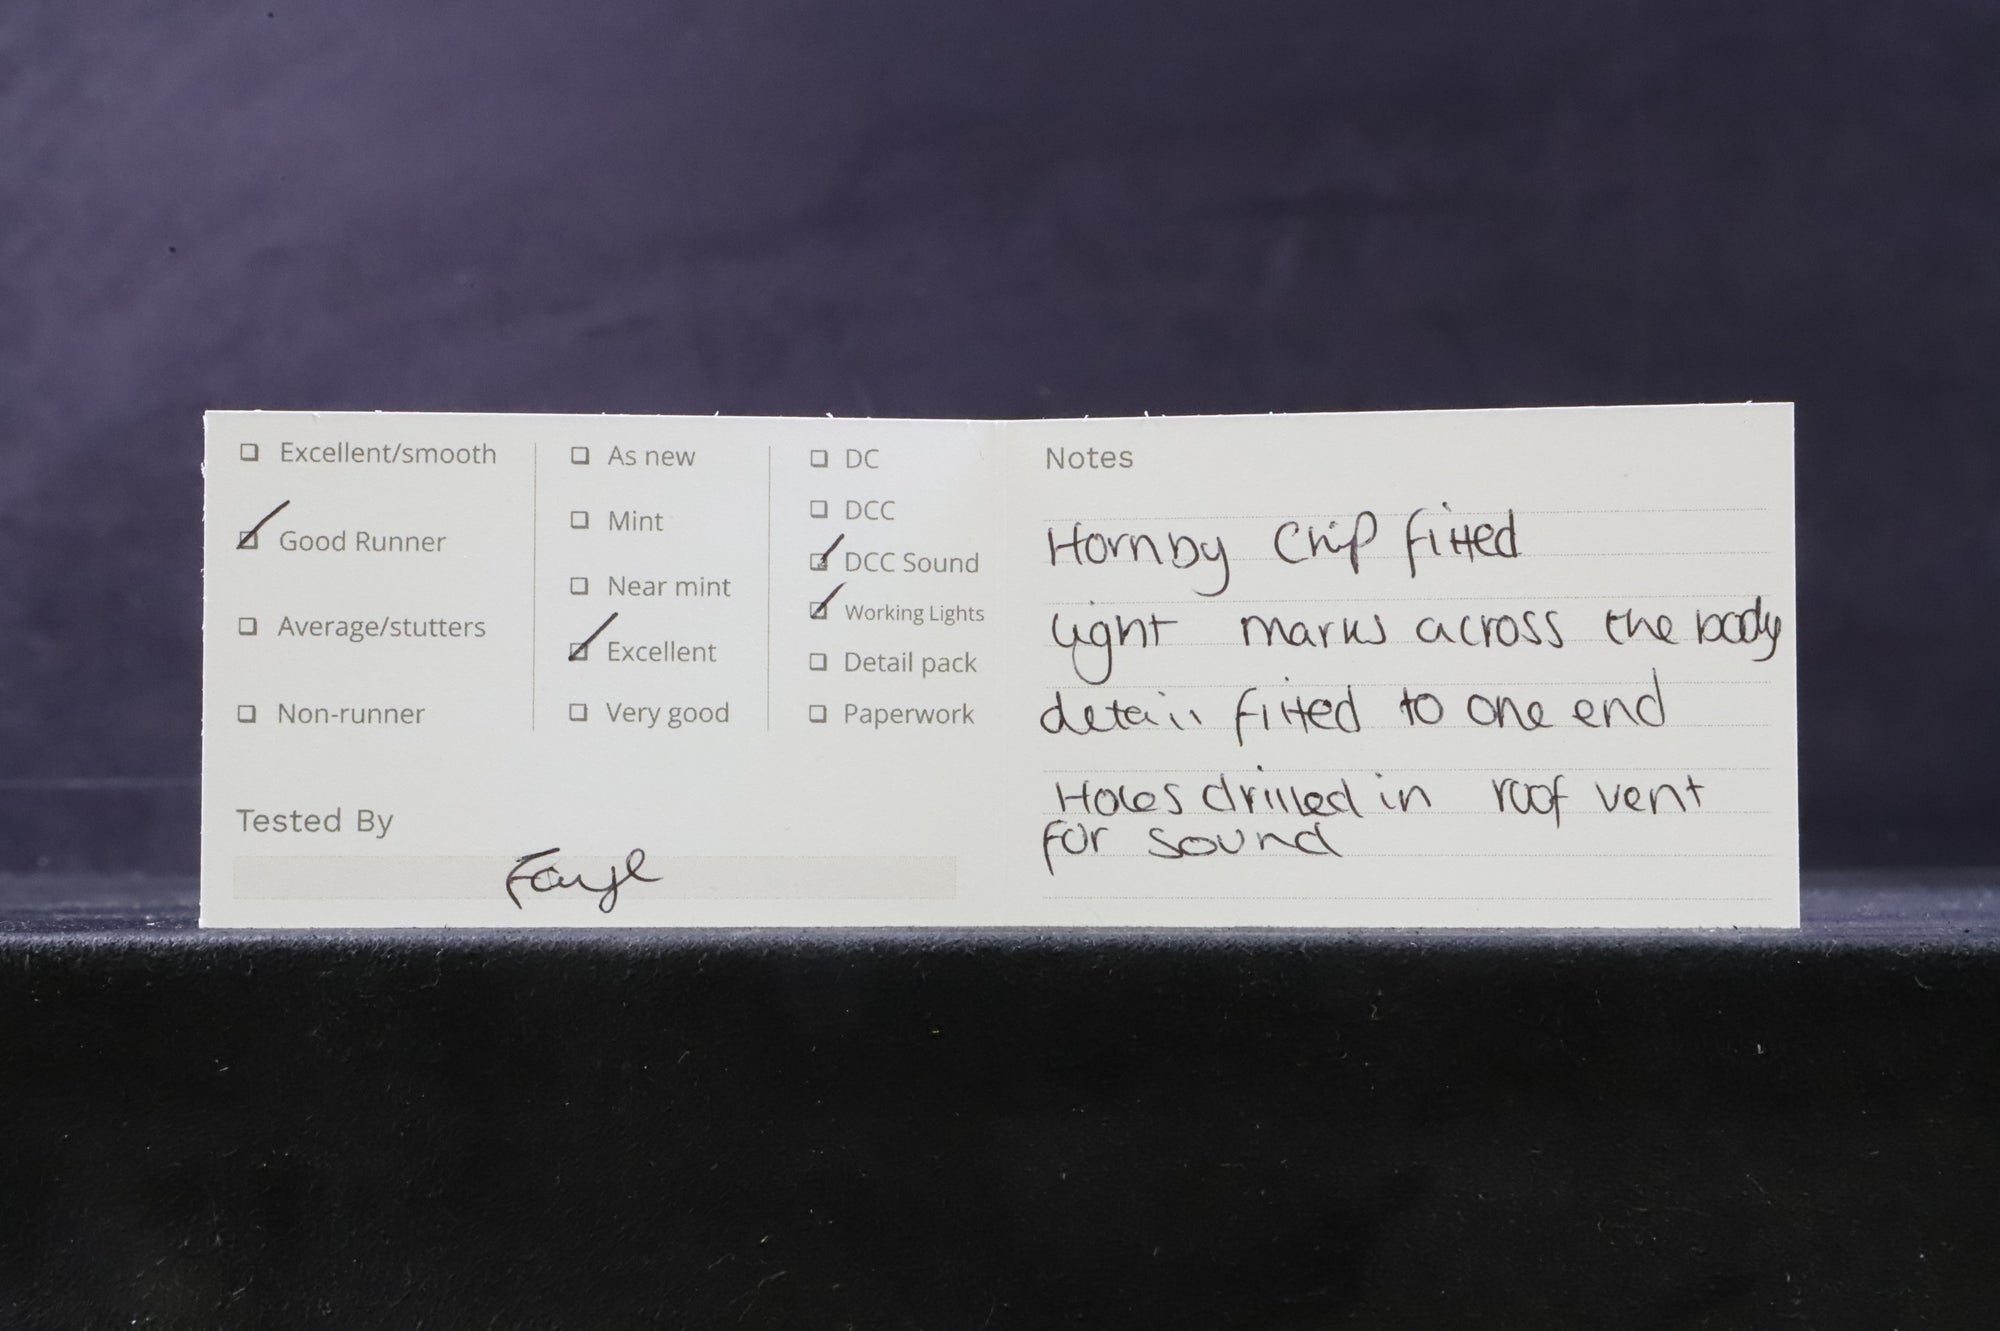 Excellent/smooth
Good Runner
Average/stutters
Non-runner
As new
Mint
Near mint
Excellent
Very good
DC
DCC
DCC Sound
Working Lights
Detail pack
Paperwork
Tested By
Faye
Notes
Hornby Chip fitted
light marks across the body
detail fitted to one end
Holes drilled in roof vent
for sound